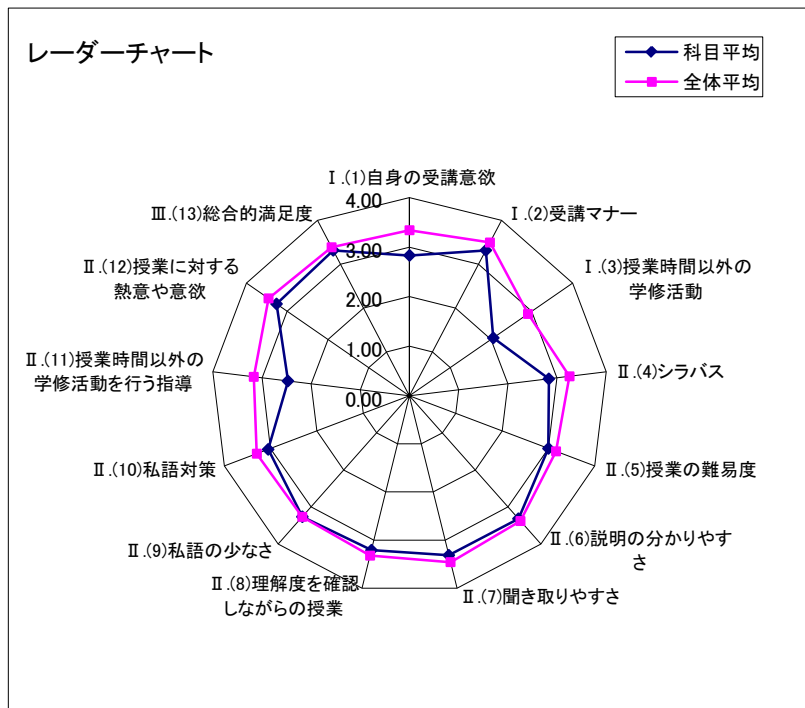 レーダーチャート
科目平均
全体平均
Ⅰ.(1)自身の受講意欲
Ⅰ.(2)受講マナー
Ⅰ.(3)授業時間以外の
学修活動
Ⅱ.(4)シラバス
Ⅱ.(5)授業の難易度
Ⅱ.(6)説明の分かりやす
さ
Ⅱ.(7)聞き取りやすさ
Ⅱ.(8)理解度を確認
しながらの授業
Ⅱ.(9)私語の少なさ
Ⅱ.(10)私語対策
Ⅱ.(11)授業時間以外の
学修活動を行う指導
Ⅱ.(12)授業に対する
熱意や意欲
Ⅲ.(13)総合的満足度
4.00
3.00
2.00
1.00
0.00